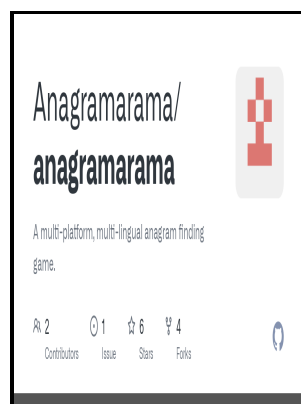 Anagramarama/
anagramarama
A multi-platform, multi-lingual anagram finding
game.
2 1 6 4
Contributors Issue Stars Forks